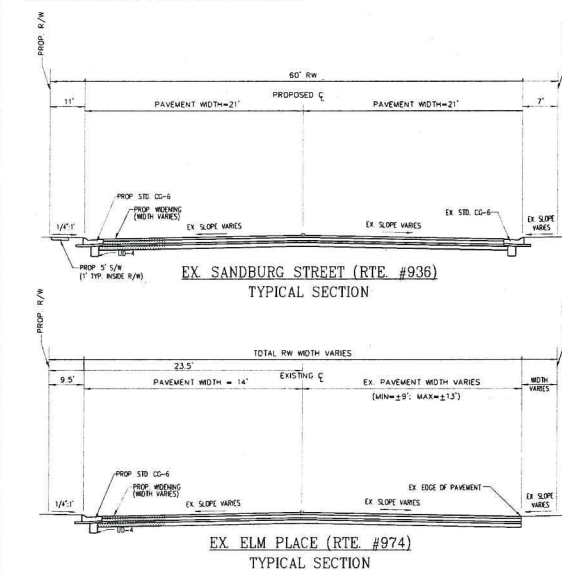 PROP. R/W
60' RW
PROPOSED ℄
11'
PAVEMENT WIDTH=21'
PAVEMENT WIDTH=21'
7'
PROP STD. CG-6
PROP WIDENING
(WIDTH VARIES)
EX. STD. CG-6
1/4":1'
EX SLOPE VARIES
EX. SLOPE VARIES
EX. SLOPE
VARIES
UD-4
PROP 5' S/W
(1' TYP. INSIDE R/W)
EX. SANDBURG STREET (RTE. #936)
TYPICAL SECTION
PROP. R/W
TOTAL RW WIDTH VARIES
23.5'
EXISTING ℄
9.5'
PAVEMENT WIDTH = 14'
EX. PAVEMENT WIDTH VARIES
(MIN=±9'; MAX=±13')
WIDTH
VARIES
PROP STD CG-6
PROP. WIDENING
(WIDTH VARIES)
EX. EDGE OF PAVEMENT
1/4":1'
EX. SLOPE VARIES
EX. SLOPE VARIES
EX. SLOPE
VARIES
UD-4
EX. ELM PLACE (RTE. #974)
TYPICAL SECTION